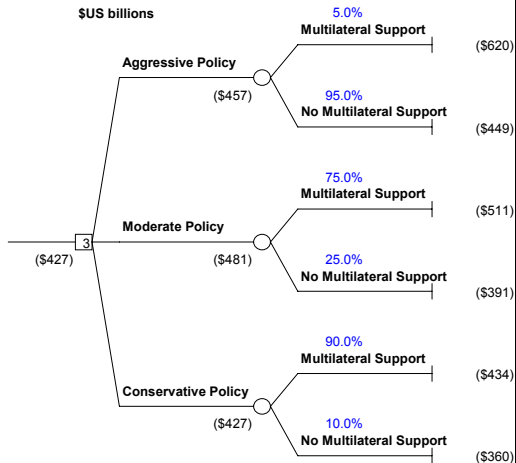 $US billions
5.0%
Multilateral Support
($620)
Aggressive Policy
($457)
95.0%
No Multilateral Support
($449)
75.0%
Multilateral Support
($511)
Moderate Policy
3
($427)
($481)
25.0%
No Multilateral Support
($391)
90.0%
Multilateral Support
($434)
Conservative Policy
($427)
10.0%
No Multilateral Support
($360)